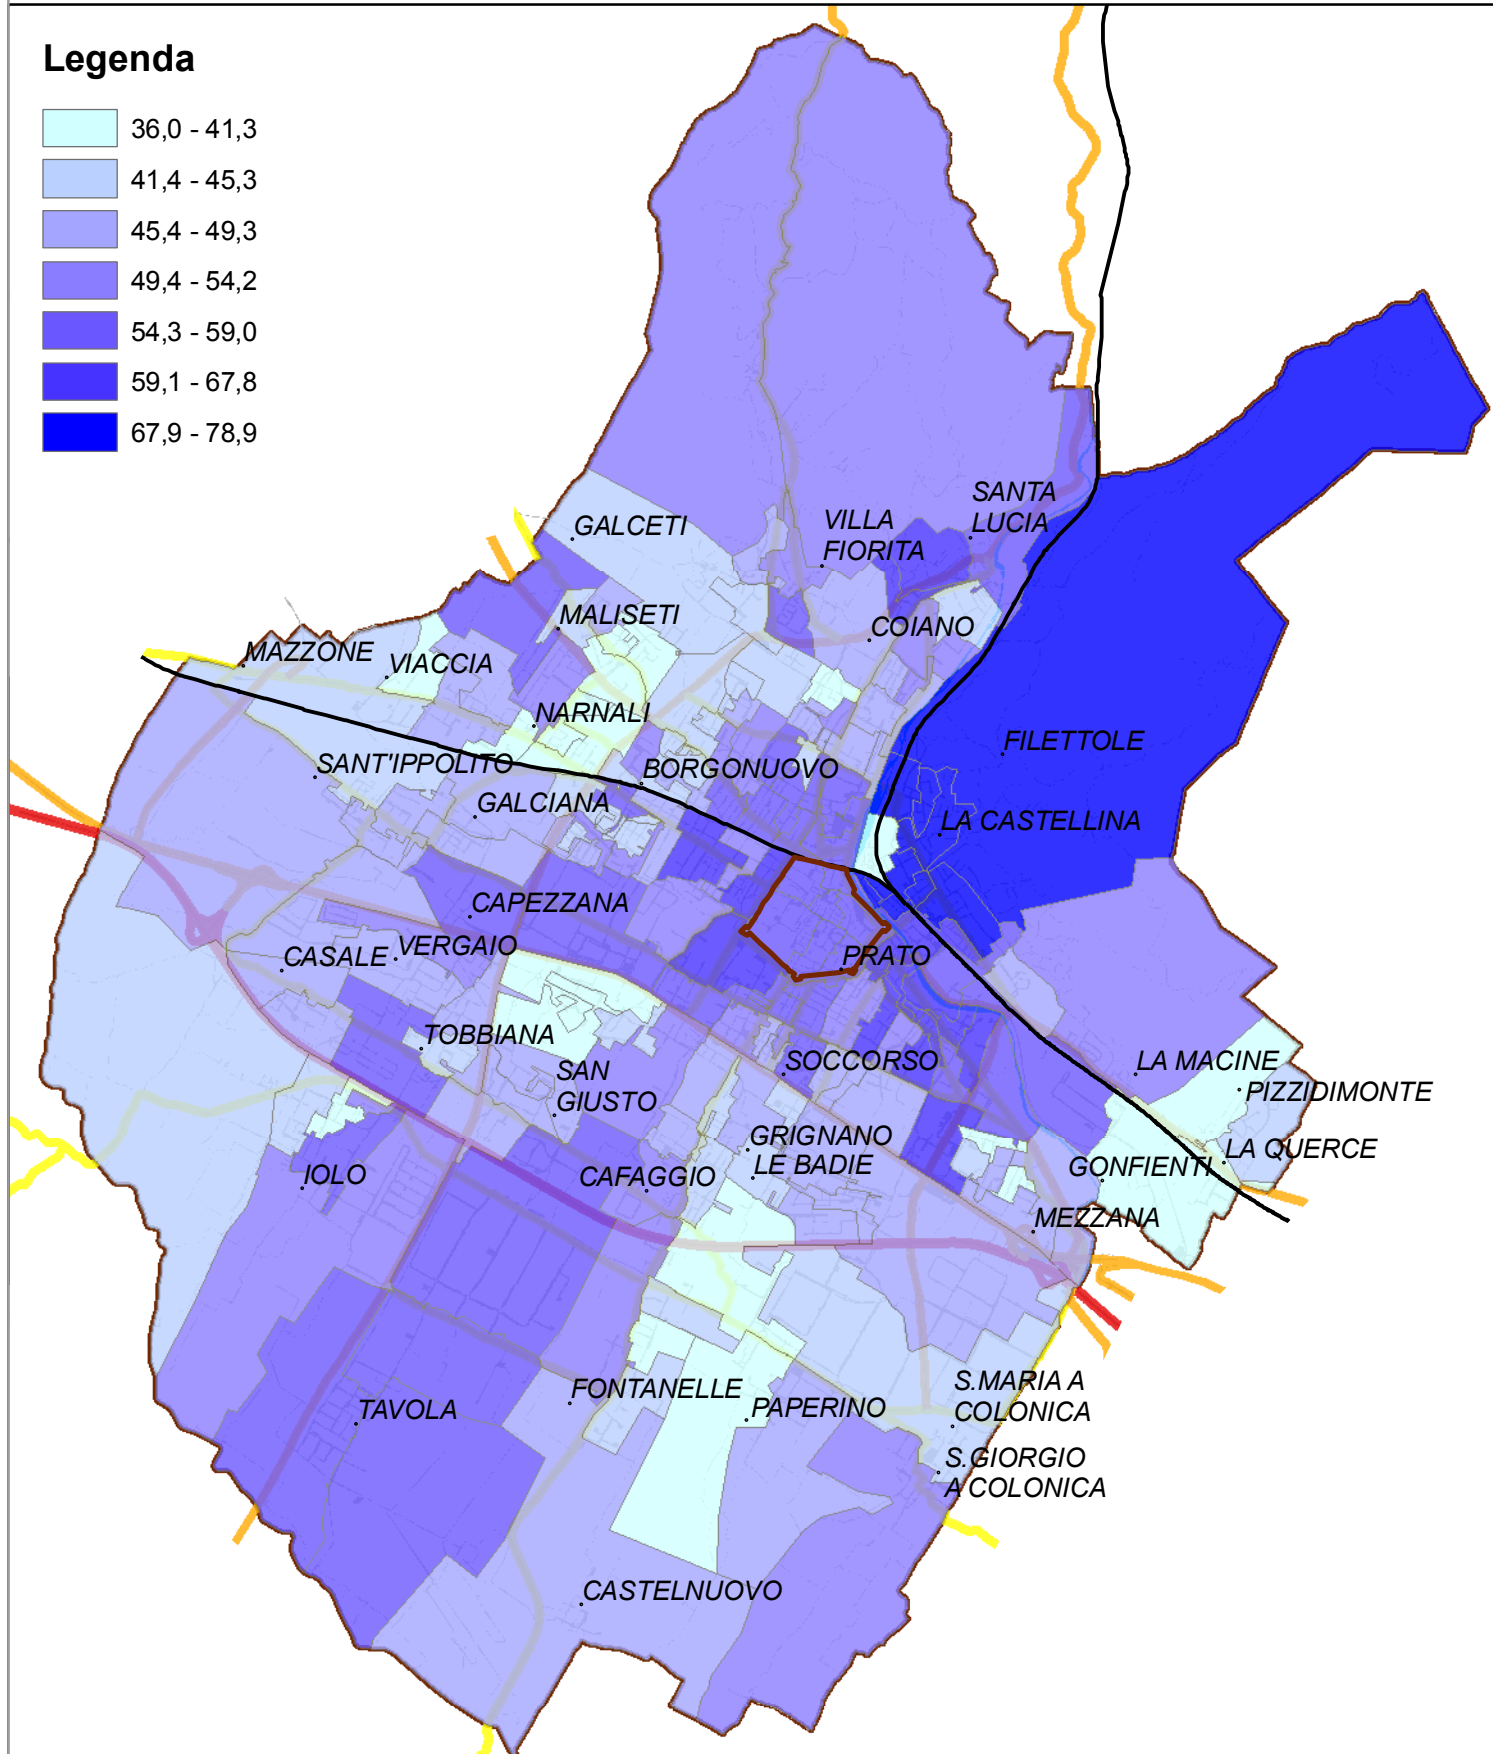 Legenda
36,0 - 41,3
41,4 - 45,3
45,4 - 49,3
49,4 - 54,2
54,3 - 59,0
59,1 - 67,8
67,9 - 78,9
SANTA
LUCIA
GALCETI
VILLA
FIORITA
MALISETI
COIANO
MAZZONE
VIACCIA
NARNALI
FILETTOLE
SANT'IPPOLITO
BORGONUOVO
GALCIANA
LA CASTELLINA
CAPEZZANA
CASALE
VERGAIO
PRATO
TOBBIANA
SOCCORSO
LA MACINE
SAN
GIUSTO
PIZZIDIMONTE
GRIGNANO
LE BADIE
LA QUERCE
IOLO
CAFAGGIO
GONFIENTI
MEZZANA
FONTANELLE
TAVOLA
PAPERINO
S.MARIA A
COLONICA
S.GIORGIO
A COLONICA
CASTELNUOVO